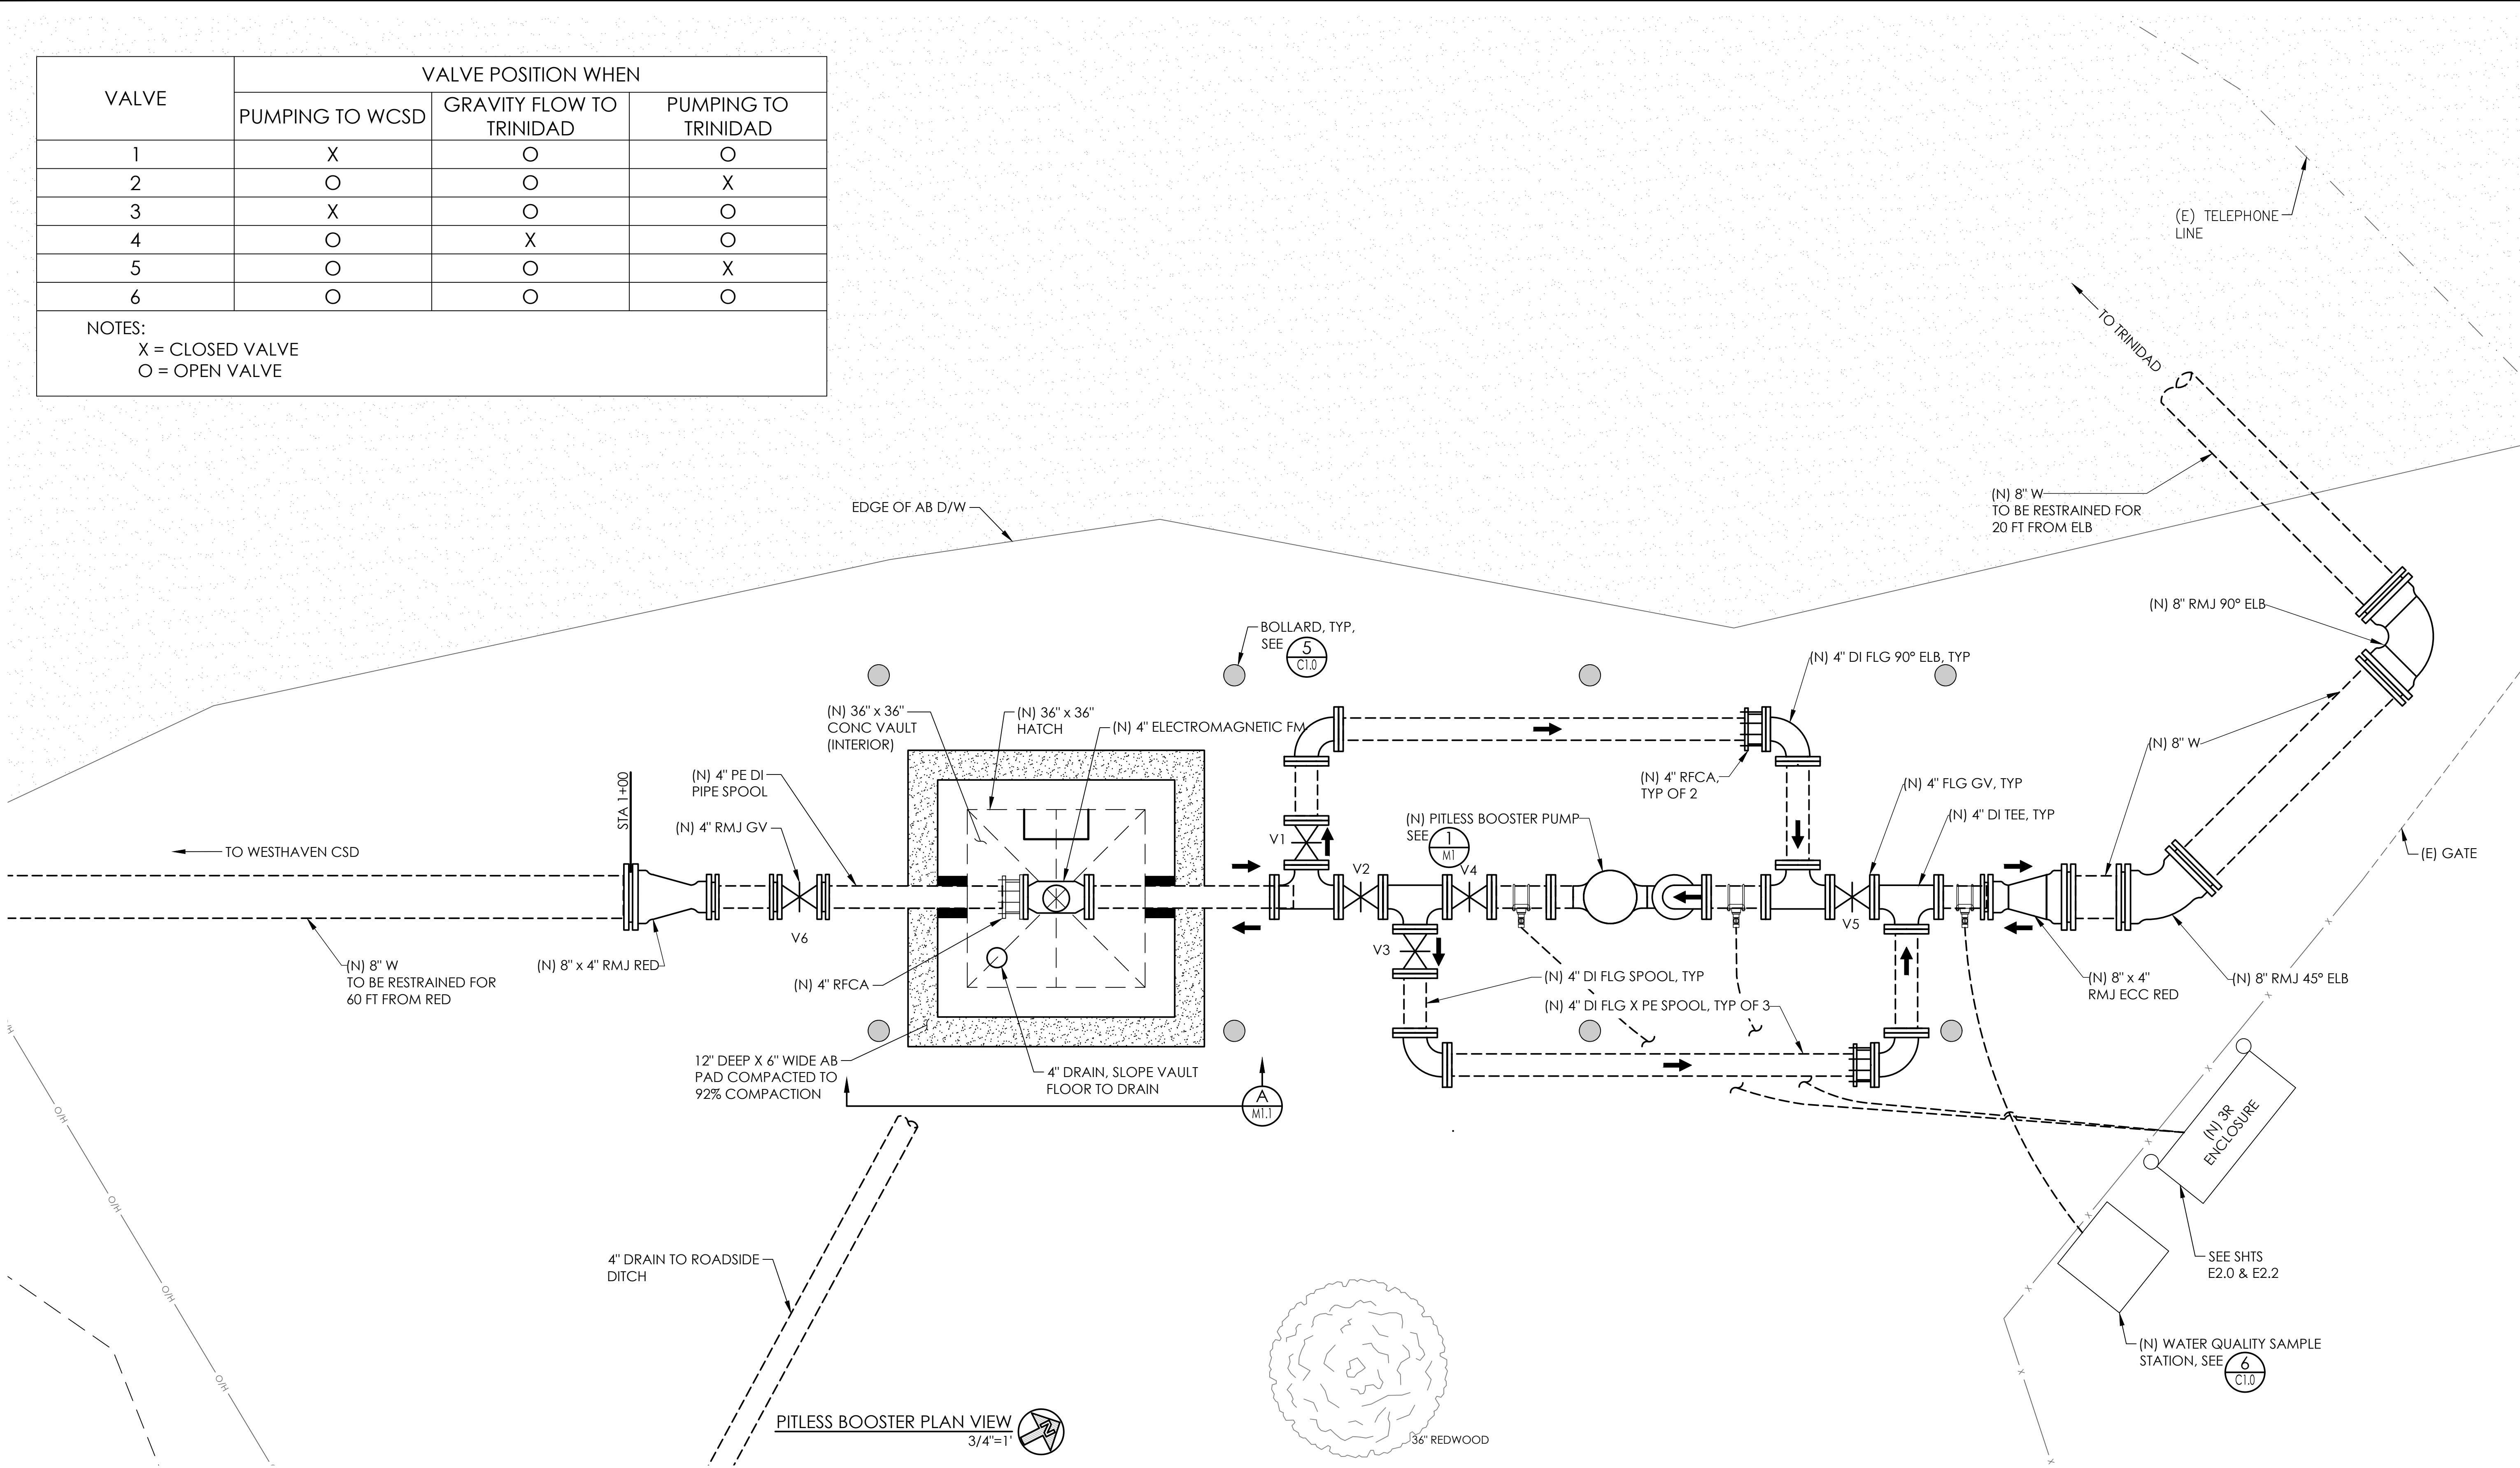 VALVE
VALVE POSITION WHEN
PUMPING TO WCSD
GRAVITY FLOW TO
TRINIDAD
PUMPING TO
TRINIDAD
1 X O O
2 O O X
3 X O O
4 O X O
5 O O X
6 O O O
NOTES:
X = CLOSED VALVE
O = OPEN VALVE
(E) TELEPHONE
LINE
TO TRINIDAD
(N) 8" W
TO BE RESTRAINED FOR
20 FT FROM ELB
EDGE OF AB D/W
(N) 8" RMJ 90° ELB
BOLLARD, TYP,
SEE
5
C1.0
(N) 4" DI FLG 90° ELB, TYP
(N) 36" x 36"
CONC VAULT
(INTERIOR)
(N) 36" x 36"
HATCH
(N) 4" ELECTROMAGNETIC FM
(N) 8" W
STA 1+00
(N) 4" PE DI
PIPE SPOOL
(N) 4" RFCA,
TYP OF 2
(N) 4" FLG GV, TYP
(N) 4" RMJ GV
(N) PITLESS BOOSTER PUMP
SEE
1
M1
(N) 4" DI TEE, TYP
TO WESTHAVEN CSD
V1
V2
V4
(E) GATE
V6
V3
V5
(N) 8" W
TO BE RESTRAINED FOR
60 FT FROM RED
(N) 8" x 4" RMJ RED
(N) 4" RFCA
(N) 4" DI FLG SPOOL, TYP
(N) 4" DI FLG X PE SPOOL, TYP OF 3
(N) 8" x 4"
RMJ ECC RED
(N) 8" RMJ 45° ELB
12" DEEP X 6" WIDE AB
PAD COMPACTED TO
92% COMPACTION
4" DRAIN, SLOPE VAULT
FLOOR TO DRAIN
A
M1.1
(N) 3R
ENCLOSURE
4" DRAIN TO ROADSIDE
DITCH
SEE SHTS
E2.0 & E2.2
(N) WATER QUALITY SAMPLE
STATION, SEE
6
C1.0
O/H
O/H
O/H
O/H
X
X
X
X
X
X
X
X
PITLESS BOOSTER PLAN VIEW
3/4"=1'
N
36" REDWOOD